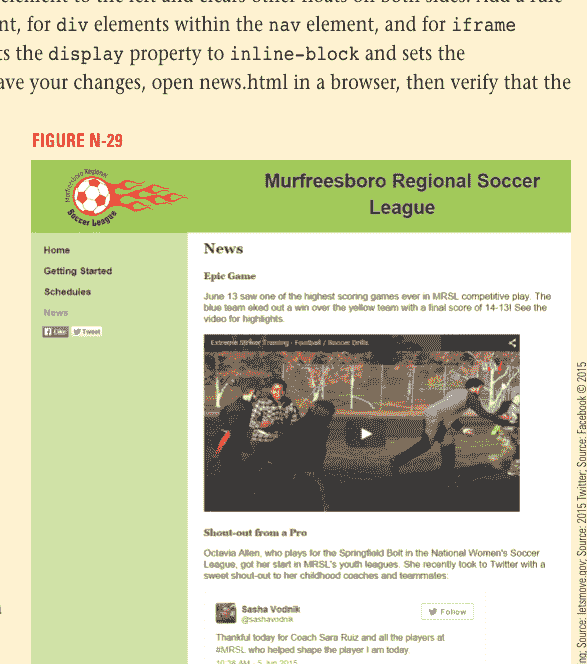 element to the left and clears other floats on both sides. Add a rule
nt, for div elements within the nav element, and for iframe
ts the display property to inline-block and sets the
ave your changes, open news.html in a browser, then verify that the
FIGURE N-29
Murfreesboro Regional
Soccer League
Murfreesboro Regional Soccer
League
Home
Getting Started
Schedules
News
Like
Tweet
News
Epic Game
June 13 saw one of the highest scoring games ever in MRSL competitive play. The
blue team eked out a win over the yellow team with a final score of 14-13! See the
video for highlights.
Extreme Striker Training - Football / Soccer Drills
Shout-out from a Pro
Octavia Allen, who plays for the Springfield Bolt in the National Women's Soccer
League, got her start in MRSL's youth leagues. She recently took to Twitter with a
sweet shout-out to her childhood coaches and teammates:
Sasha Vodnik
@sashavodnik
Follow
Thankful today for Coach Sara Ruiz and all the players at
#MRSL who helped shape the player I am today
10:38 AM - 5 Jun 2015
Source: letsmove.gov; Source: 2015 Twitter; Source: Facebook © 2015